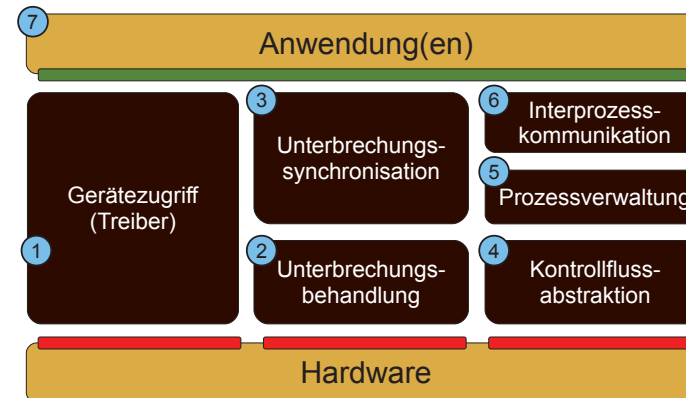 7
Anwendung(en)
1
Gerätezugriff
(Treiber)
3
Unterbrechungs-
synchronisation
2
Unterbrechungs-
behandlung
6
Interprozess-
kommunikation
5
Prozessverwaltung
4
Kontrollfluss-
abstraktion
Hardware